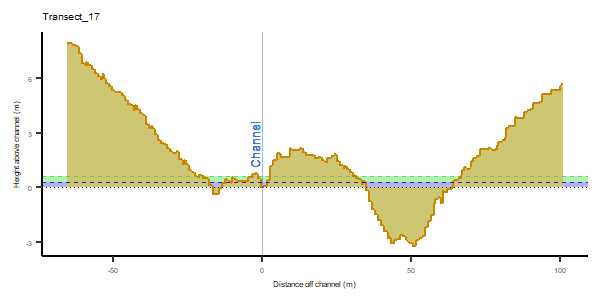 Transect_17
Height above channel (m)
6
3
0
-3
Channel
-50
0
50
100
Distance off channel (m)